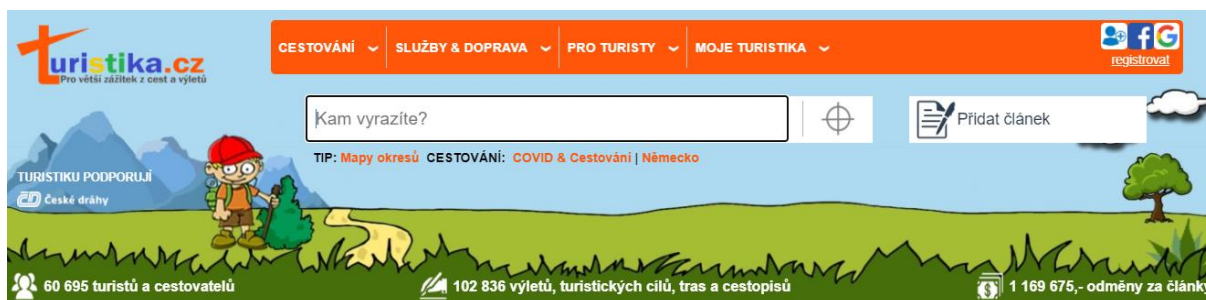 turistika.cz
Pro větší zážitek z cest a výletů
CESTOVÁNÍ SLUŽBY & DOPRAVA PRO TURISTY MOJE TURISTIKA
registrovat
Kam vyrazíte?
Přidat článek
TIP: Mapy okresů CESTOVÁNÍ: COVID & Cestování | Německo
TURISTIKU PODPORUJÍ
ČD České dráhy
60 695 turistů a cestovatelů
102 836 výletů, turistických cílů, tras a cestopisů
1 169 675,- odměny za článk